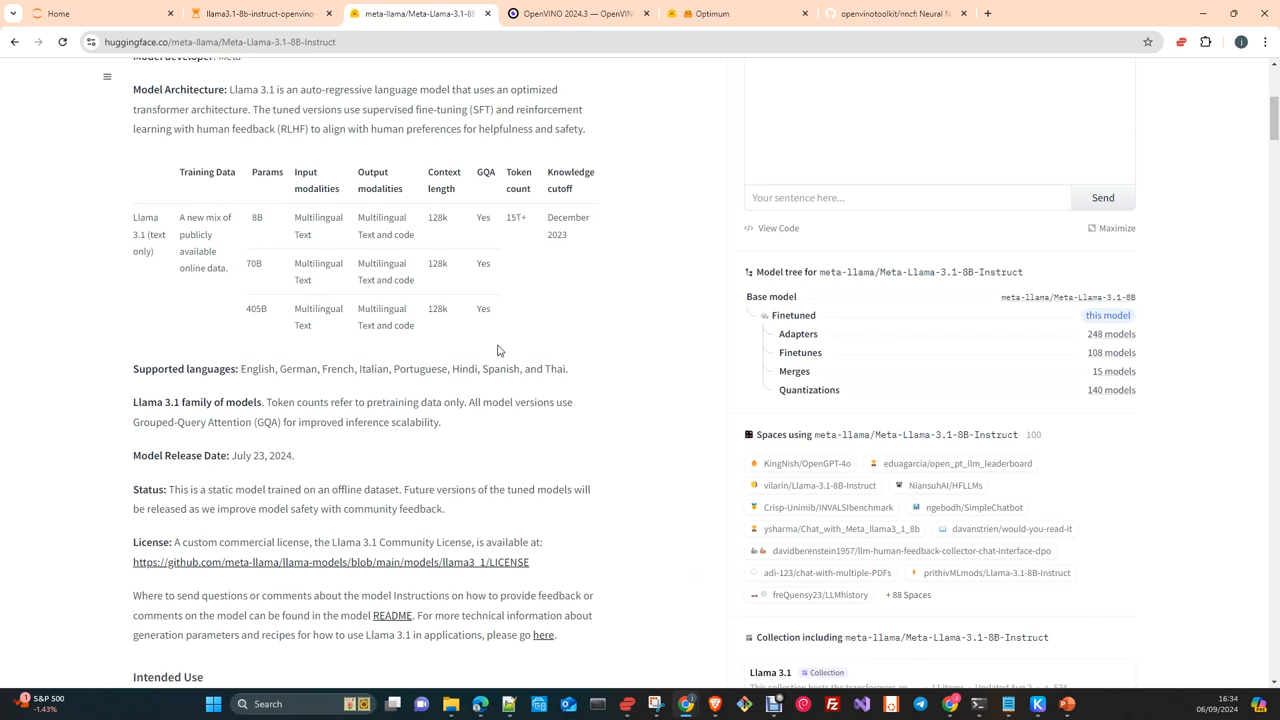 Home
llama3.1-8b-instruct-openvino-
meta-llama/Meta-Llama-3.1-8B
OpenVINO 2024.3 — OpenVIN
Optimum
openvinotoolkit/nncf: Neural N
huggingface.co/meta-llama/Meta-Llama-3.1-8B-Instruct
Model developer: Meta
Model Architecture: Llama 3.1 is an auto-regressive language model that uses an optimized
transformer architecture. The tuned versions use supervised fine-tuning (SFT) and reinforcement
learning with human feedback (RLHF) to align with human preferences for helpfulness and safety.
Training Data Params Input modalities Output modalities Context length GQA Token count Knowledge cutoff
Llama 3.1 (text only) A new mix of publicly available online data. 8B Multilingual Text Multilingual Text and code 128k Yes 15T+ December 2023
70B Multilingual Text Multilingual Text and code 128k Yes
405B Multilingual Text Multilingual Text and code 128k Yes
Supported languages: English, German, French, Italian, Portuguese, Hindi, Spanish, and Thai.
Llama 3.1 family of models. Token counts refer to pretraining data only. All model versions use
Grouped-Query Attention (GQA) for improved inference scalability.
Model Release Date: July 23, 2024.
Status: This is a static model trained on an offline dataset. Future versions of the tuned models will
be released as we improve model safety with community feedback.
License: A custom commercial license, the Llama 3.1 Community License, is available at:
https://github.com/meta-llama/llama-models/blob/main/models/llama3_1/LICENSE
Where to send questions or comments about the model Instructions on how to provide feedback or
comments on the model can be found in the model README. For more technical information about
generation parameters and recipes for how to use Llama 3.1 in applications, please go here.
Intended Use
Your sentence here...
Send
View Code
Maximize
Model tree for meta-llama/Meta-Llama-3.1-8B-Instruct
Base model meta-llama/Meta-Llama-3.1-8B
Finetuned this model
Adapters 248 models
Finetunes 108 models
Merges 15 models
Quantizations 140 models
Spaces using meta-llama/Meta-Llama-3.1-8B-Instruct 100
KingNish/OpenGPT-4o eduagarcia/open_pt_llm_leaderboard
vilarin/Llama-3.1-8B-Instruct NiansuhAI/HFLLMs
Crisp-Unimib/INVALSIbenchmark ngebodh/SimpleChatbot
ysharma/Chat_with_Meta_llama3_1_8b davanstrien/would-you-read-it
davidberenstein1957/llm-human-feedback-collector-chat-interface-dpo
adi-123/chat-with-multiple-PDFs prithivMLmods/Llama-3.1-8B-Instruct
freQuensy23/LLMhistory + 88 Spaces
Collection including meta-llama/Meta-Llama-3.1-8B-Instruct
Llama 3.1 Collection
S&P 500
-1.43%
Search
16:34
06/09/2024